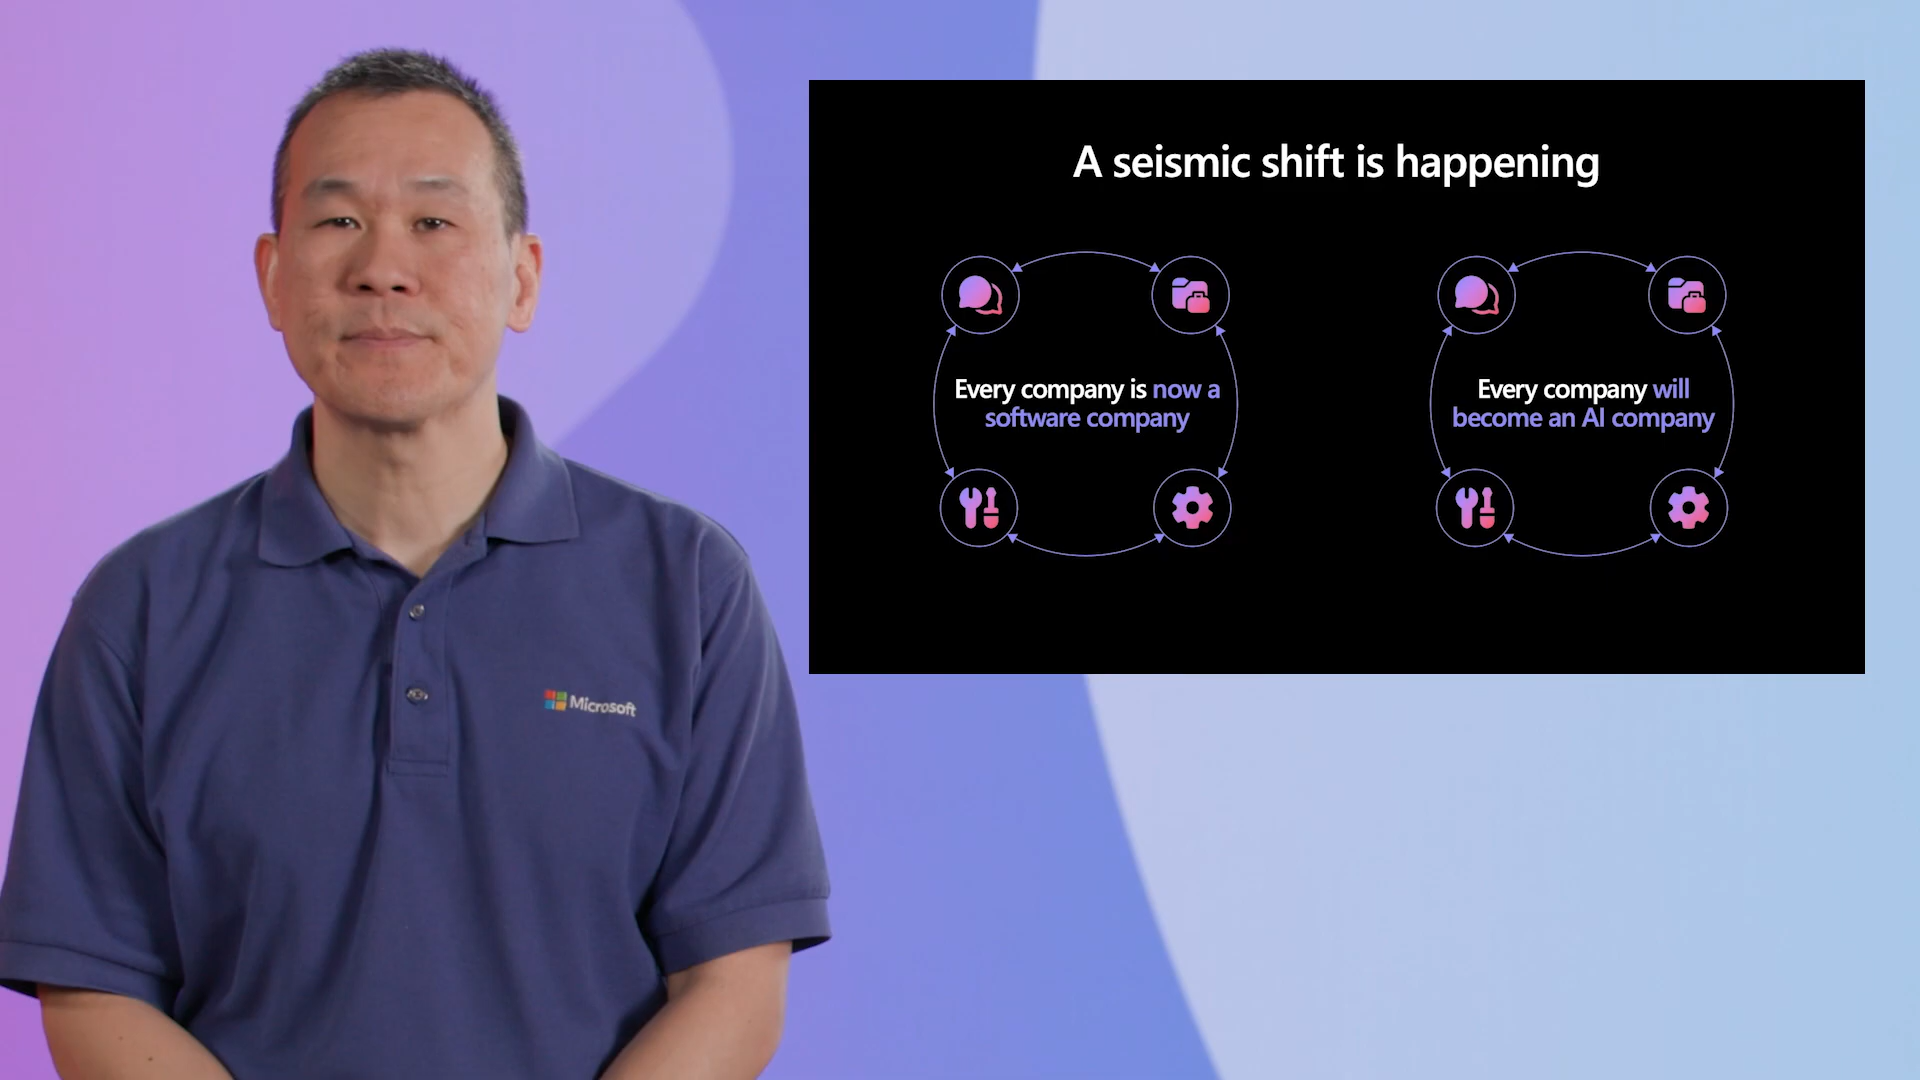 A seismic shift is happening
Every company is now a
software company
Every company will
become an AI company
Microsoft